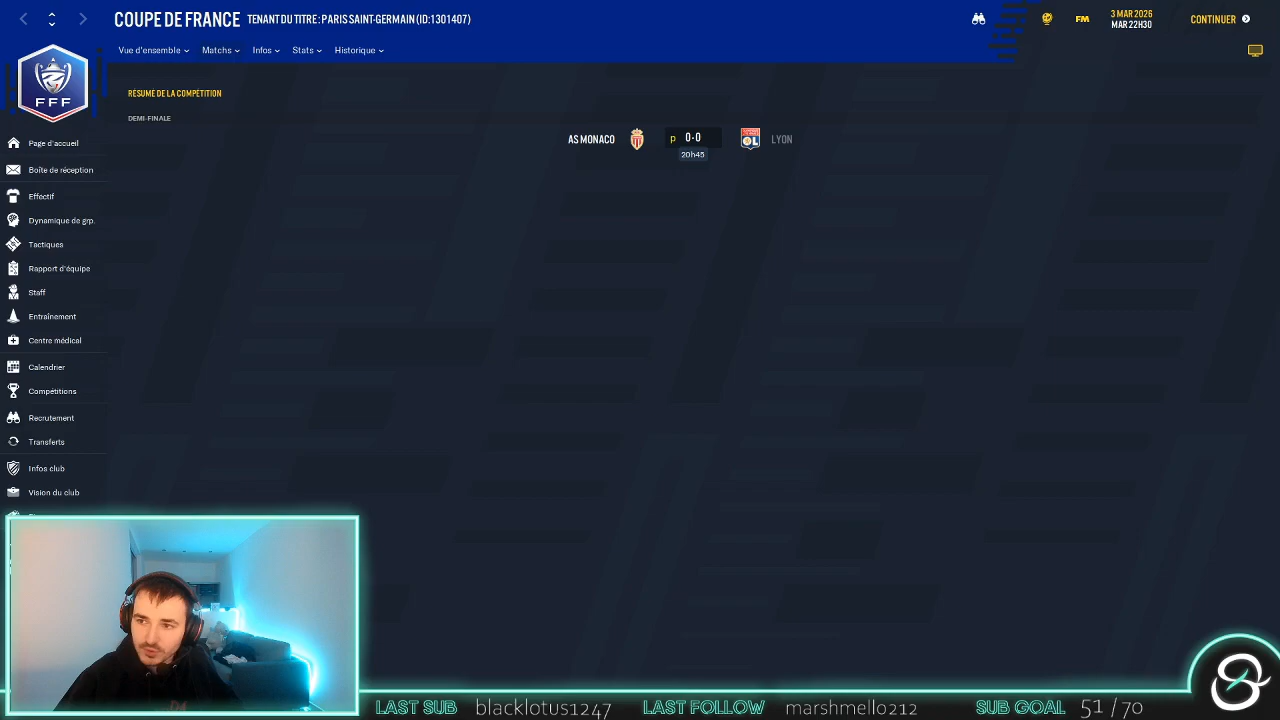 COUPE DE FRANCE TENANT DU TITRE : PARIS SAINT-GERMAIN (ID:1301407)
3 MAR 2026
MAR 22H30
CONTINUER
FM
Vue d'ensemble Matchs Infos Stats Historique
FFF
RÉSUMÉ DE LA COMPÉTITION
DEMI-FINALE
AS MONACO p 0-0 OL LYON
20h45
Page d'accueil
Boîte de réception
Effectif
Dynamique de grp.
Tactiques
Rapport d'équipe
Staff
Entraînement
Centre médical
Calendrier
Compétitions
Recrutement
Transferts
Infos club
Vision du club
LAST SUB blacklotus1247 LAST FOLLOW marshmello212 SUB GOAL 51 / 70